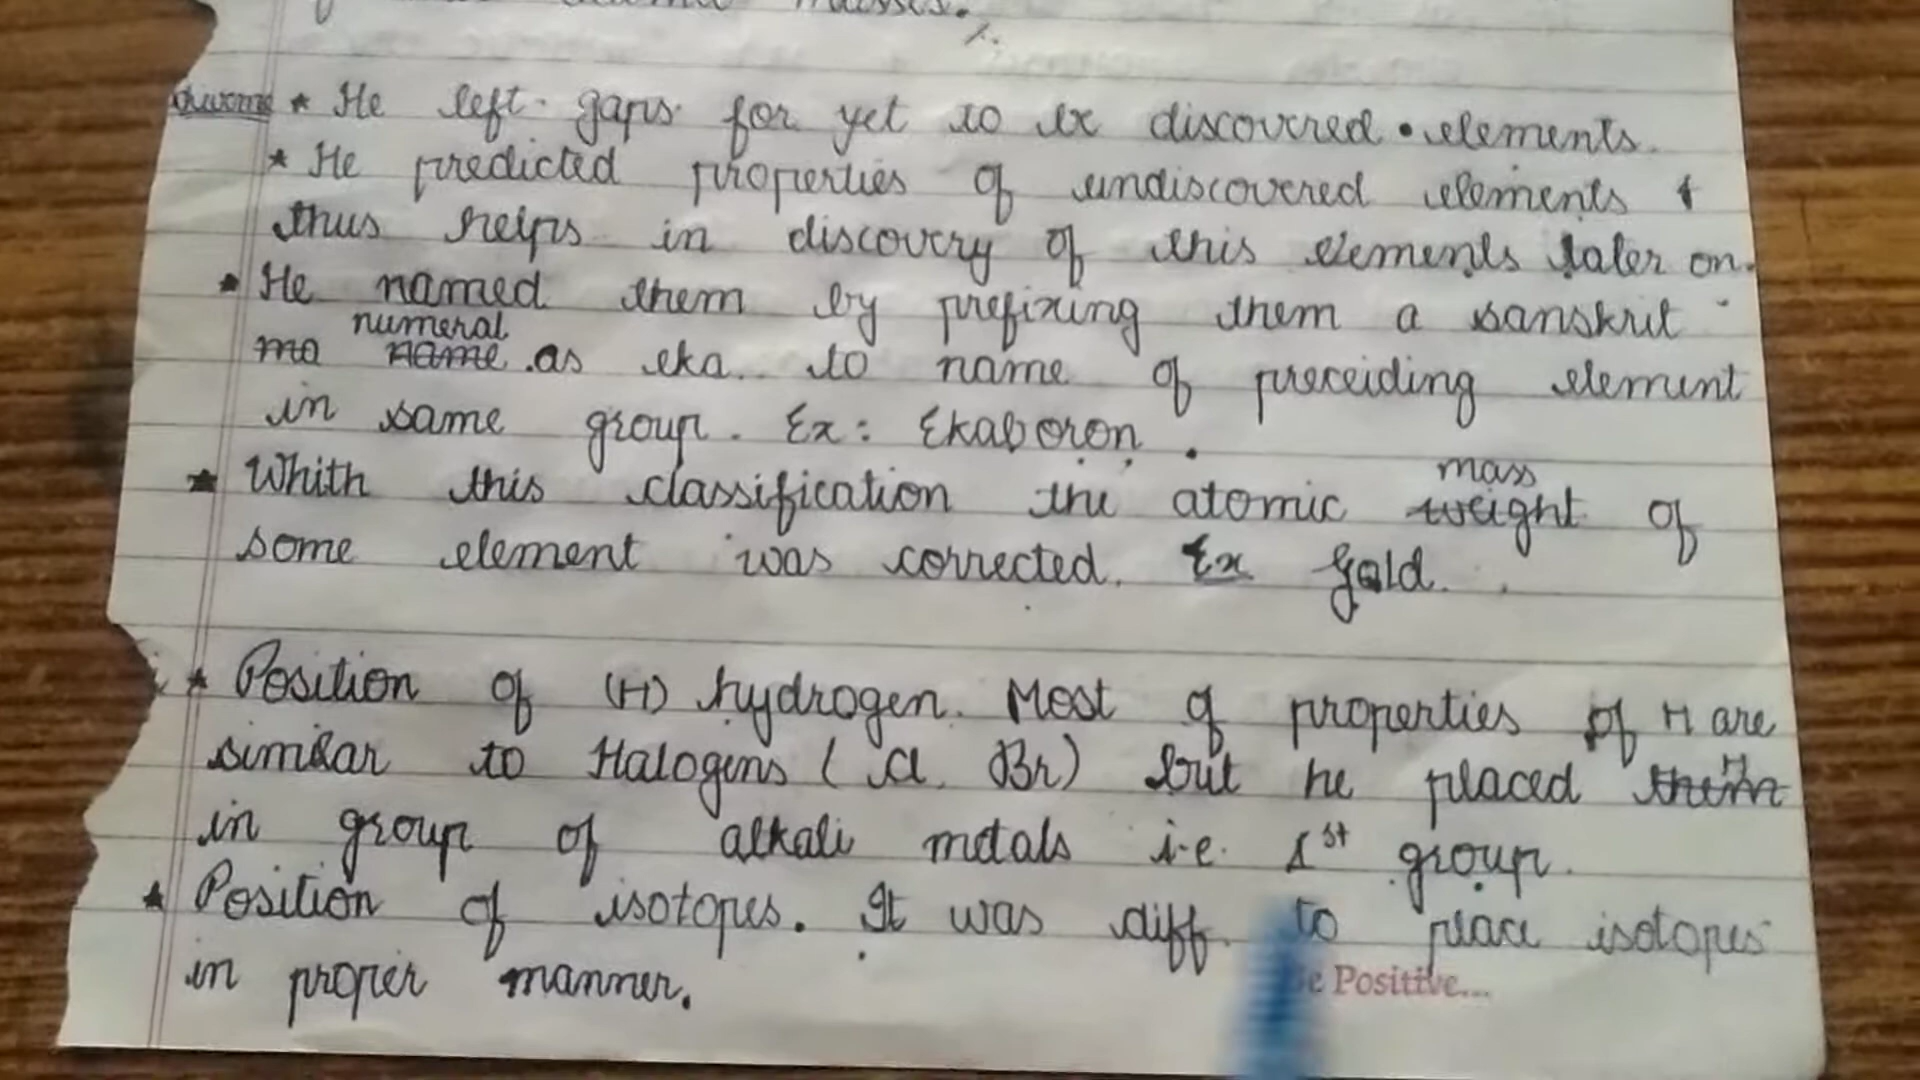 masses.
* He left gaps for yet to be discovered elements.
* He predicted properties of undiscovered elements &
thus helps in discovery of this elements later on.
* He named them by prefixing them a sanskrit
numeral
ma name as eka to name of preceiding element
in same group. Ex: Ekaboron.
mass
* Whith this classification the atomic weight of
some element was corrected. Ex Gold.
* Position of (H) hydrogen. Most of properties of H are
similar to Halogens (Cl, Br) but he placed them H
in group of alkali metals i.e. 1st group.
* Position of isotopes. It was diff. to place isotopes
in proper manner.
Be Positive...